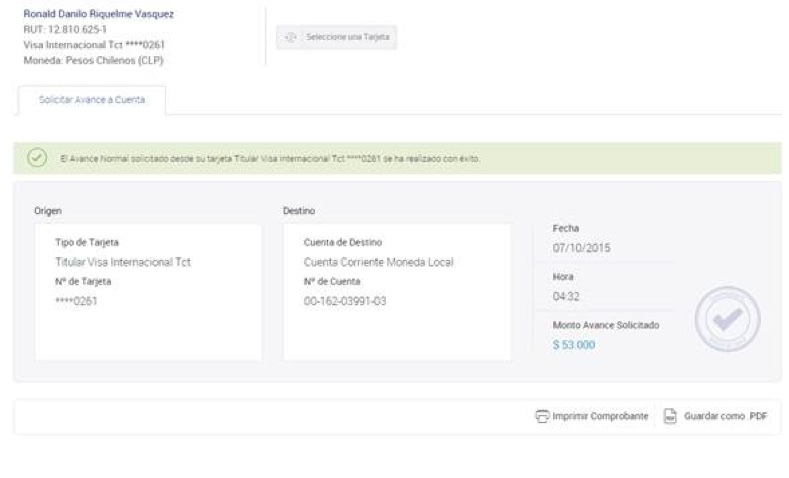 Ronald Danilo Riquelme Vasquez
RUT: 12.810.625-1
Visa Internacional Tct ****0261
Moneda: Pesos Chilenos (CLP)
Seleccione una Tarjeta
Solicitar Avance a Cuenta
El Avance Normal solicitado desde su tarjeta Titular Visa Internacional Tct ****0261 se ha realizado con éxito.
Origen
Tipo de Tarjeta
Titular Visa Internacional Tct
Nº de Tarjeta
****0261
Destino
Cuenta de Destino
Cuenta Corriente Moneda Local
Nº de Cuenta
00-162-03991-03
Fecha
07/10/2015
Hora
04:32
Monto Avance Solicitado
$ 53.000
Imprimir Comprobante
PDF
Guardar como .PDF